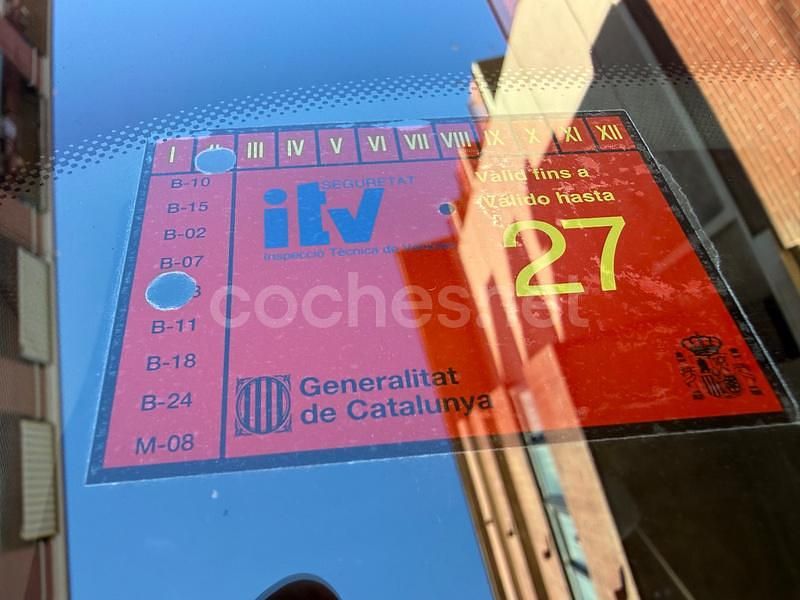 I III IV V VI VII VIII IX X XI XII
B-10
B-15
B-02
B-07
B-11
B-18
B-24
M-08
SEGURETAT
itv
Inspecció Tècnica de
Vàlid fins a
Válido hasta
27
Generalitat
de Catalunya
coches.net